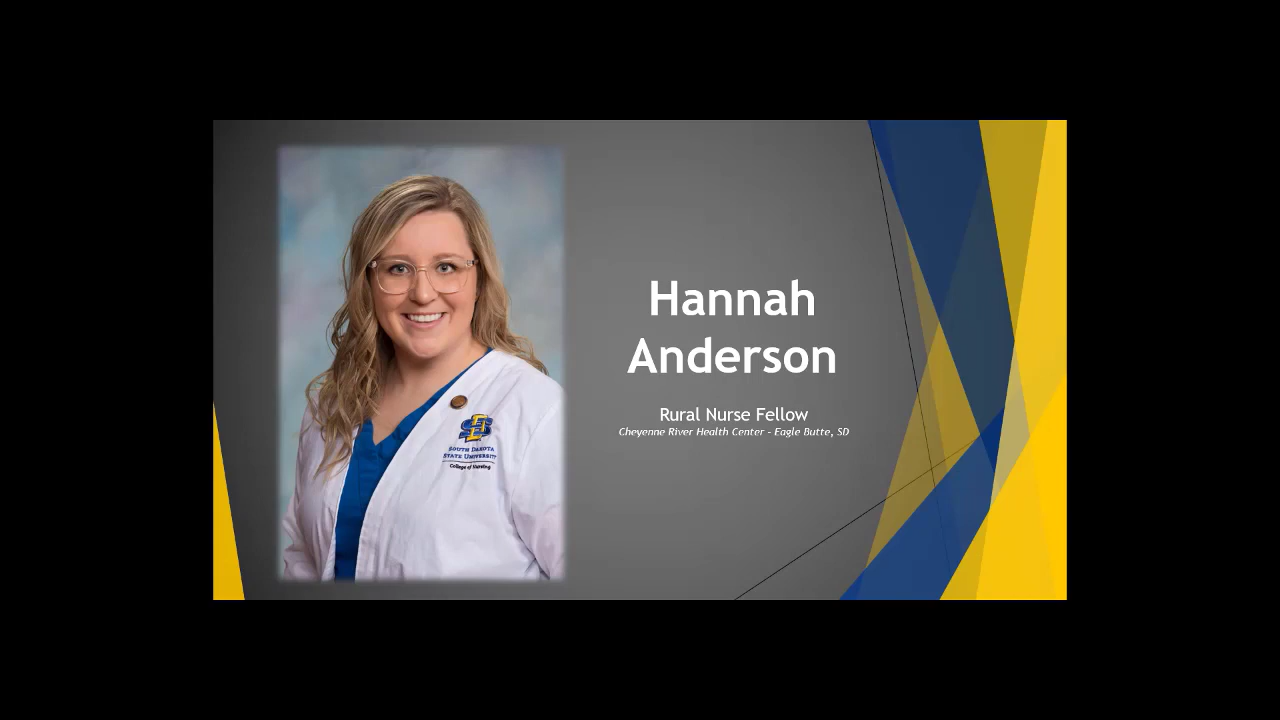 Hannah
Anderson
Rural Nurse Fellow
Cheyenne River Health Center - Eagle Butte, SD
SOUTH DAKOTA
STATE UNIVERSITY
College of Nursing